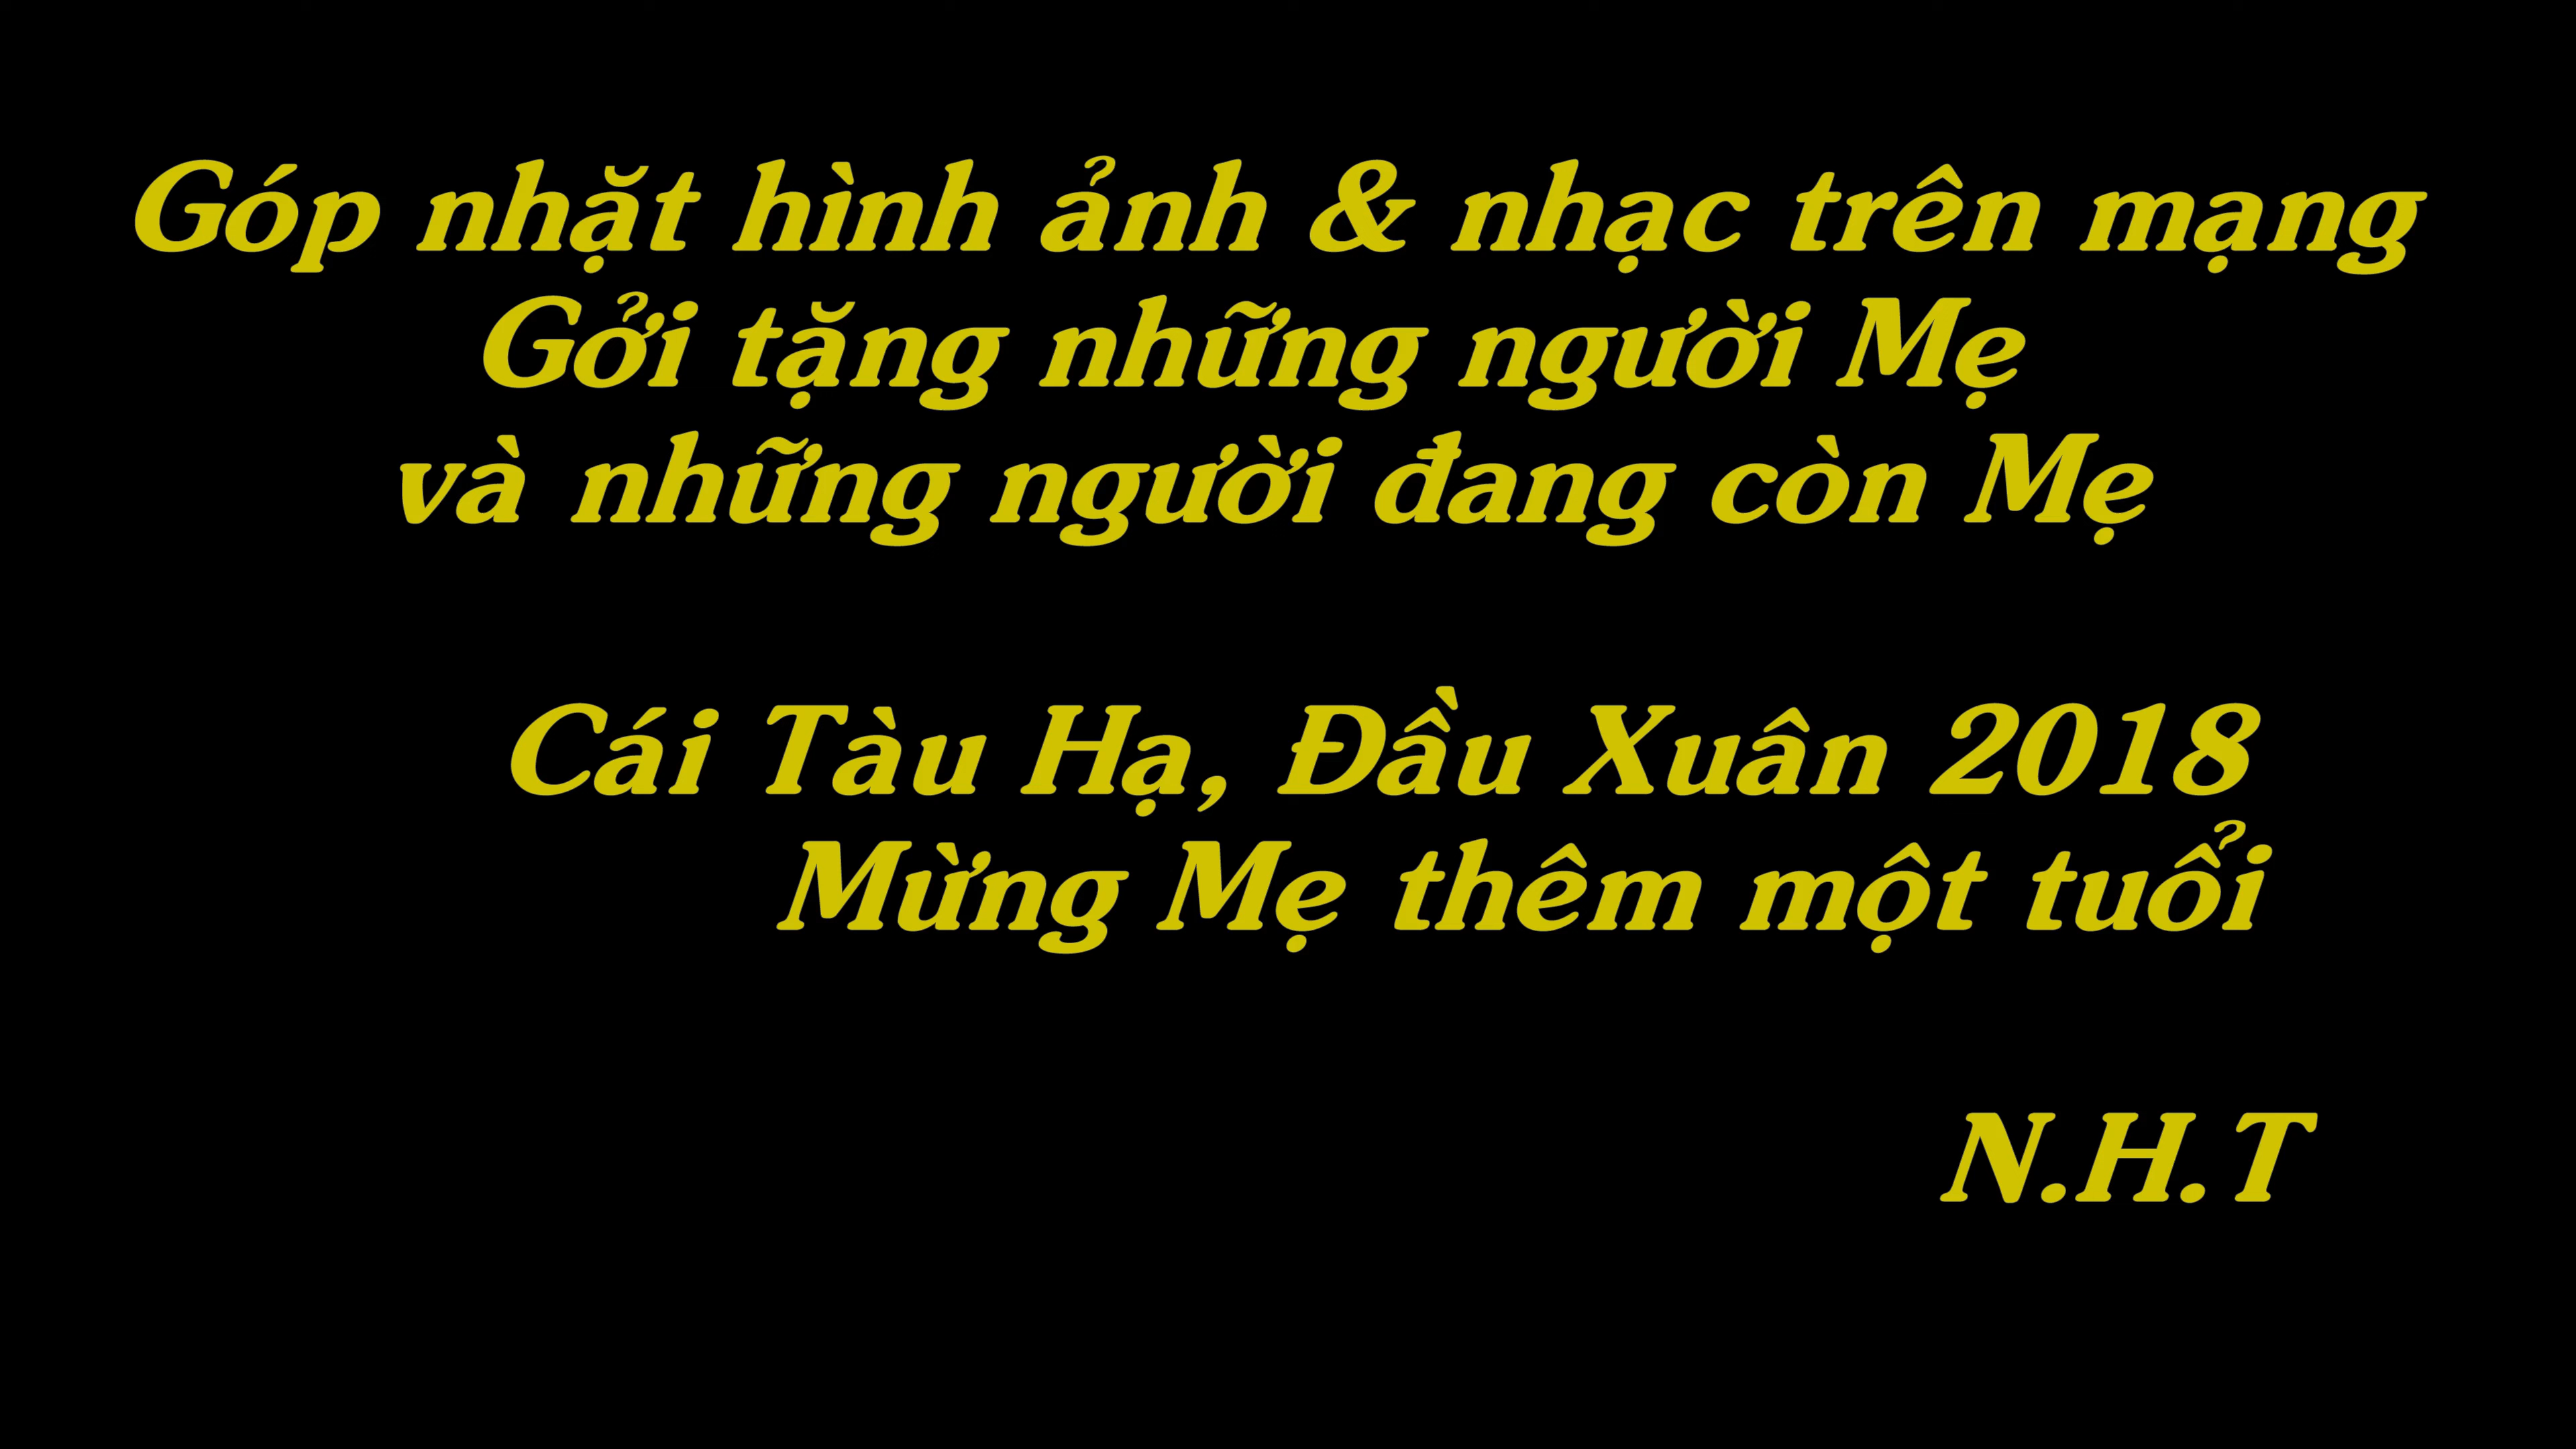 Góp nhặt hình ảnh & nhạc trên mạng
Gởi tặng những người Mẹ
và những người đang còn Mẹ
Cái Tàu Hạ, Đầu Xuân 2018
Mừng Mẹ thêm một tuổi
N.H.T